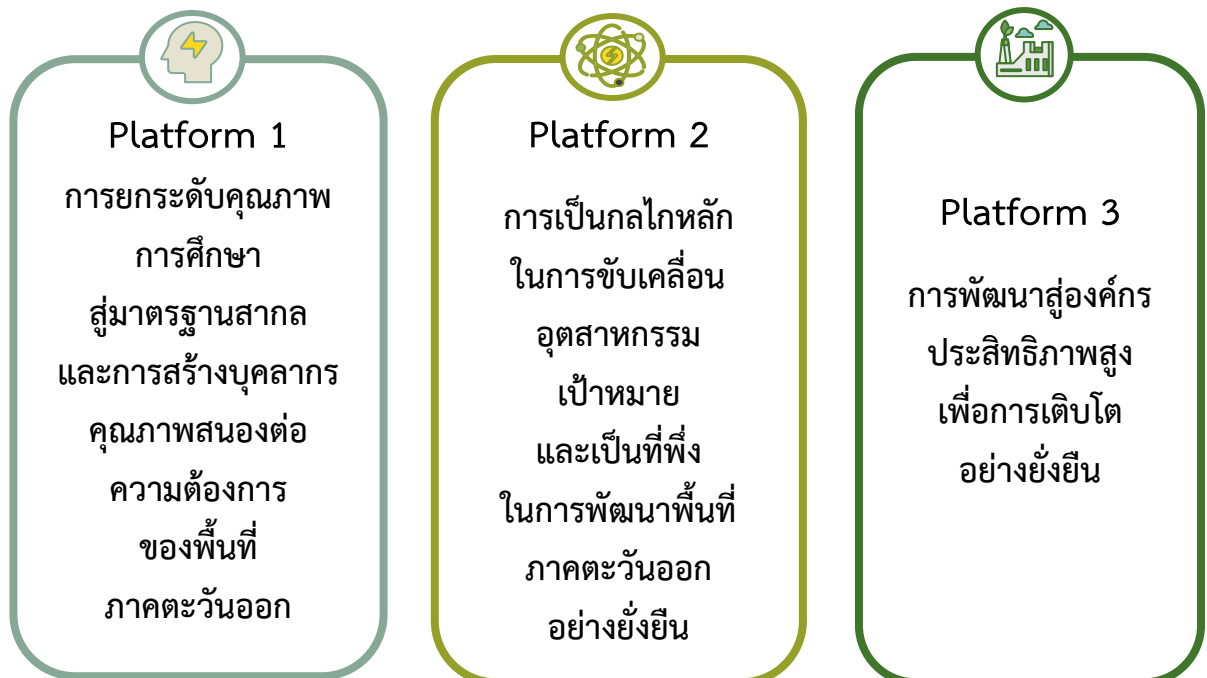 Platform 1
การยกระดับคุณภาพ
การศึกษา
สู่มาตรฐานสากล
และการสร้างบุคลากร
คุณภาพสนองต่อ
ความต้องการ
ของพื้นที่
ภาคตะวันออก
Platform 2
การเป็นกลไกหลัก
ในการขับเคลื่อน
อุตสาหกรรม
เป้าหมาย
และเป็นที่พึ่ง
ในการพัฒนาพื้นที่
ภาคตะวันออก
อย่างยั่งยืน
Platform 3
การพัฒนาสู่องค์กร
ประสิทธิภาพสูง
เพื่อการเติบโต
อย่างยั่งยืน